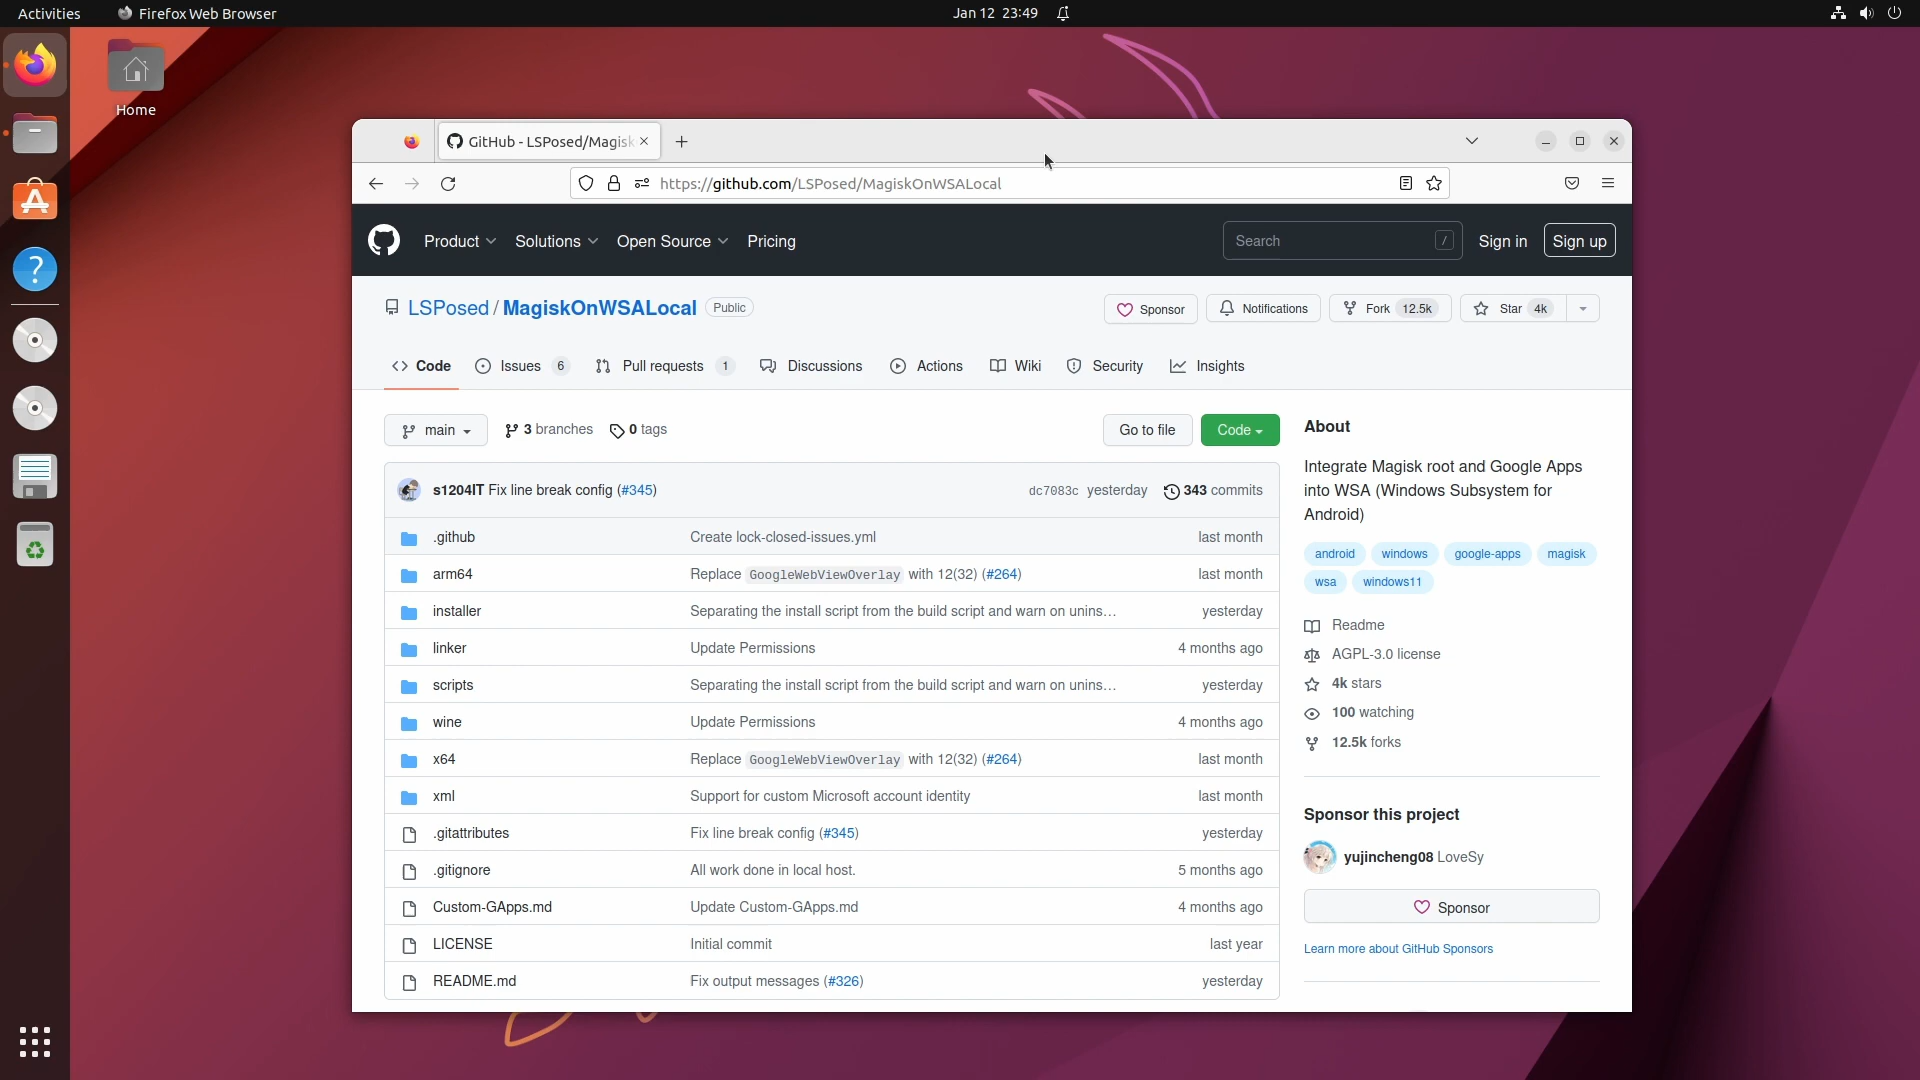 Activities Firefox Web Browser Jan 12 23:49
Home
GitHub - LSPosed/Magisk
https://github.com/LSPosed/MagiskOnWSALocal
Product Solutions Open Source Pricing Search / Sign in Sign up
LSPosed / MagiskOnWSALocal Public Sponsor Notifications Fork 12.5k Star 4k
Code Issues 6 Pull requests 1 Discussions Actions Wiki Security Insights
main 3 branches 0 tags Go to file Code
s1204IT Fix line break config (#345) dc7083c yesterday 343 commits
.github Create lock-closed-issues.yml last month
arm64 Replace GoogleWebViewOverlay with 12(32) (#264) last month
installer Separating the install script from the build script and warn on unins… yesterday
linker Update Permissions 4 months ago
scripts Separating the install script from the build script and warn on unins… yesterday
wine Update Permissions 4 months ago
x64 Replace GoogleWebViewOverlay with 12(32) (#264) last month
xml Support for custom Microsoft account identity last month
.gitattributes Fix line break config (#345) yesterday
.gitignore All work done in local host. 5 months ago
Custom-GApps.md Update Custom-GApps.md 4 months ago
LICENSE Initial commit last year
README.md Fix output messages (#326) yesterday
About
Integrate Magisk root and Google Apps
into WSA (Windows Subsystem for
Android)
android windows google-apps magisk
wsa windows11
Readme
AGPL-3.0 license
4k stars
100 watching
12.5k forks
Sponsor this project
yujincheng08 LoveSy
Sponsor
Learn more about GitHub Sponsors